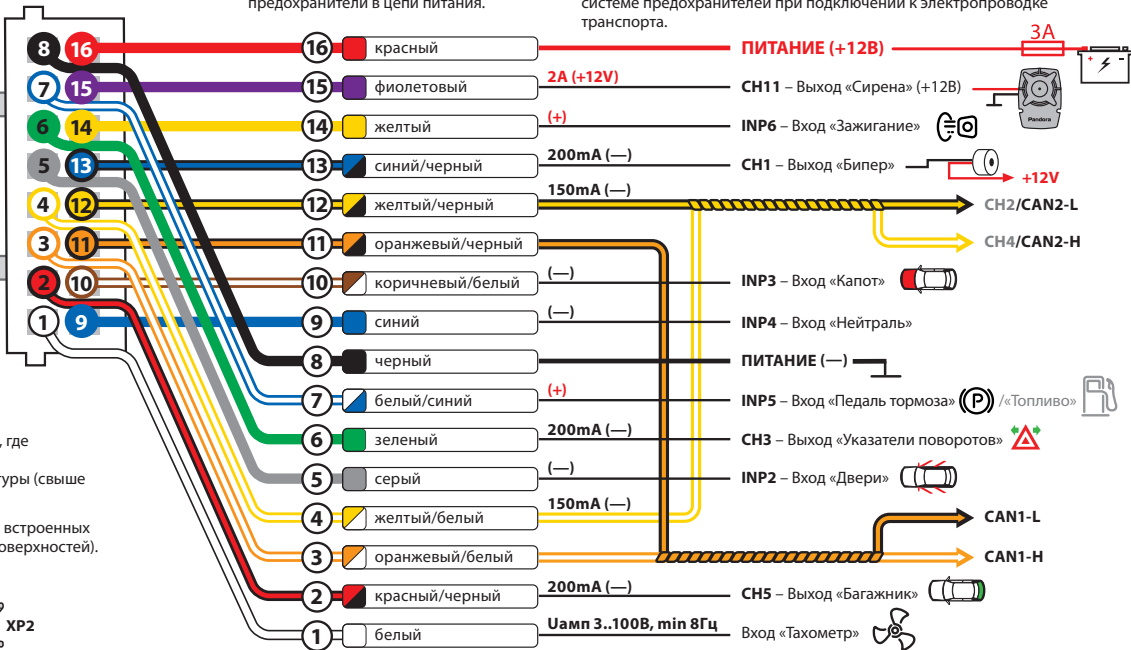 предохранители в цепи питания.
системе предохранителей при подключении к электропроводке
транспорта.
8 16 16 красный ПИТАНИЕ (+12В) 3А
7 15 15 фиолетовый 2А (+12V) CH11 – Выход «Сирена» (+12В) Pandora
6 14 14 желтый (+) INP6 – Вход «Зажигание»
5 13 13 синий/черный 200mA (—) CH1 – Выход «Бипер» +12V
4 12 12 желтый/черный 150mA (—) CH2/CAN2-L
3 11 11 оранжевый/черный CH4/CAN2-H
2 10 10 коричневый/белый (—) INP3 – Вход «Капот»
1 9 9 синий (—) INP4 – Вход «Нейтраль»
8 черный ПИТАНИЕ (—)
7 белый/синий (+) INP5 – Вход «Педаль тормоза» (P) /«Топливо»
6 зеленый 200mA (—) CH3 – Выход «Указатели поворотов»
5 серый (—) INP2 – Вход «Двери»
4 желтый/белый 150mA (—) CAN1-L
3 оранжевый/белый CAN1-H
2 красный/черный 200mA (—) CH5 – Выход «Багажник»
1 белый Uамп 3..100В, min 8Гц Вход «Тахометр»
, где
туры (свыше
встроенных
оверхностей).
XP2